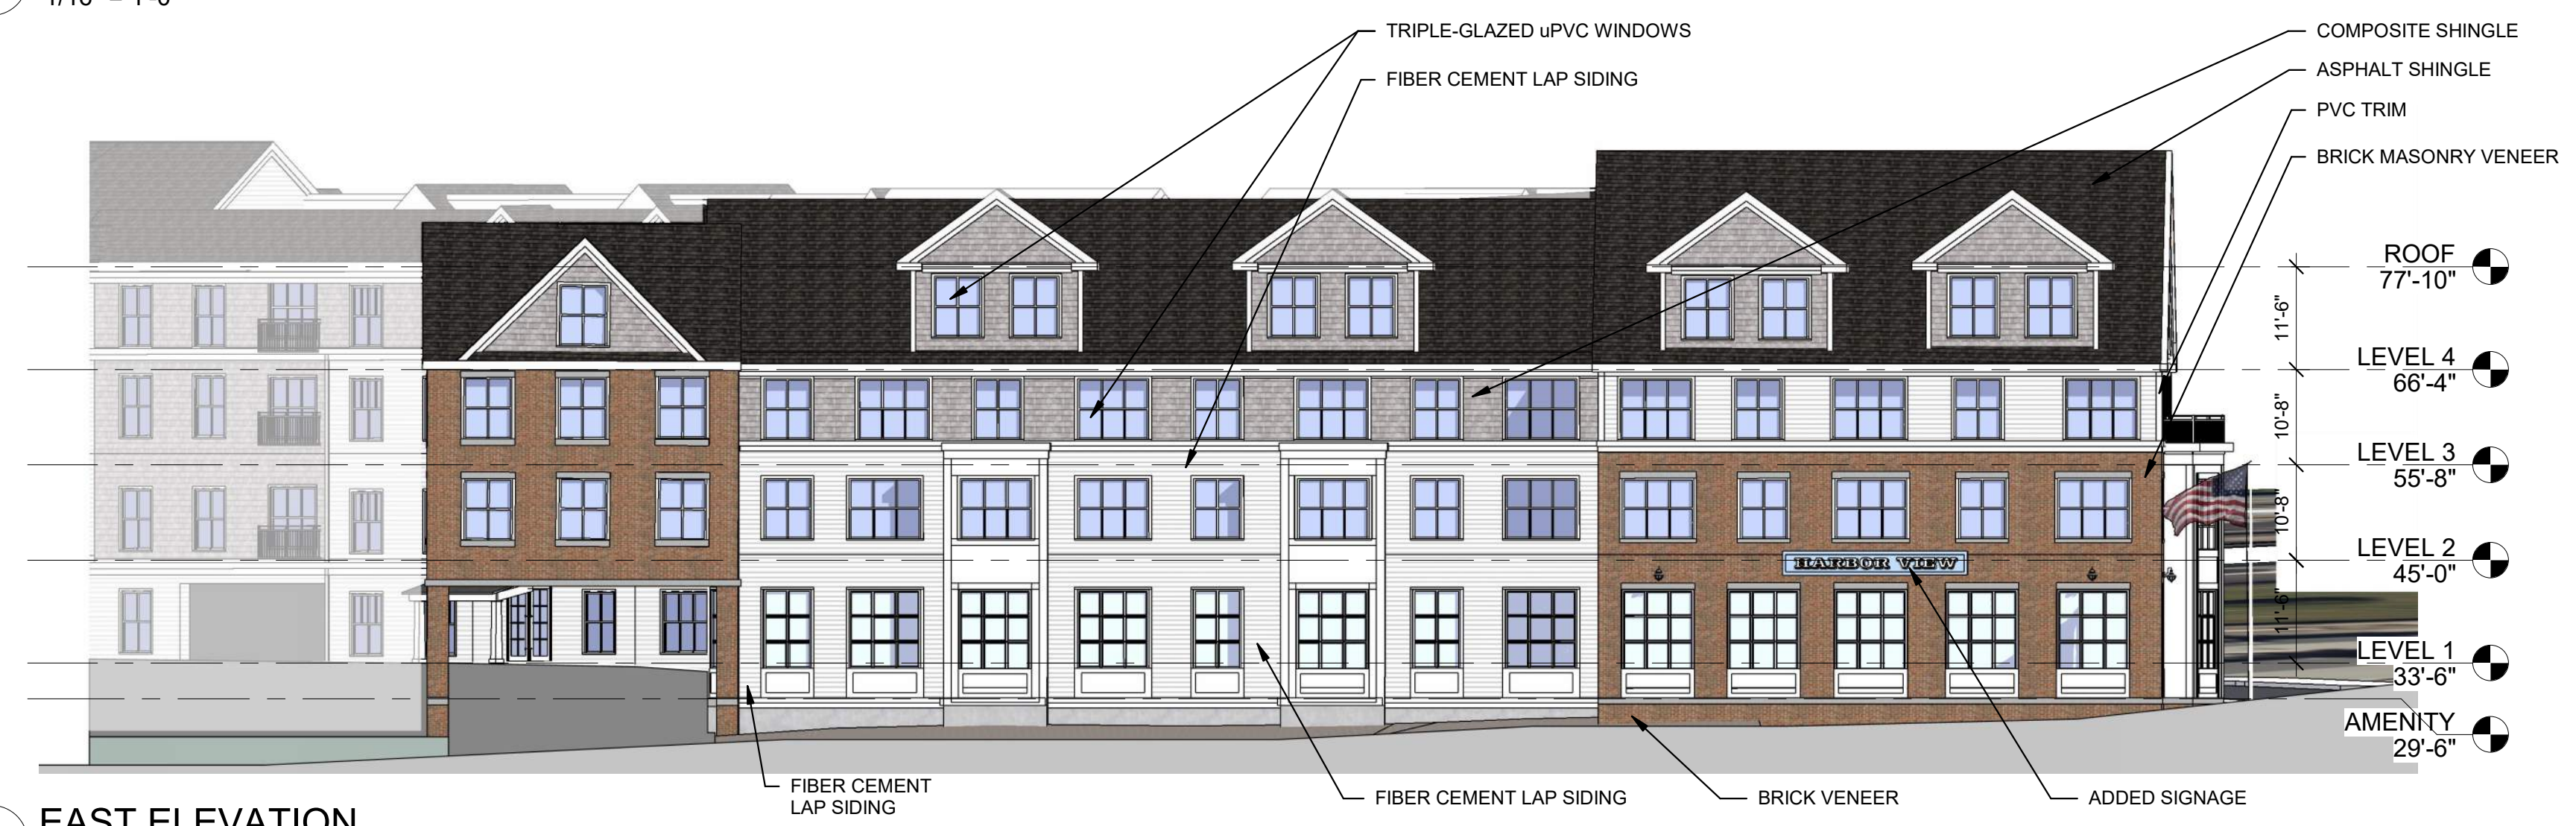 TRIPLE-GLAZED uPVC WINDOWS
FIBER CEMENT LAP SIDING
COMPOSITE SHINGLE
ASPHALT SHINGLE
PVC TRIM
BRICK MASONRY VENEER
ROOF
77'-10"
11'-6"
LEVEL 4
66'-4"
10'-8"
LEVEL 3
55'-8"
10'-8"
LEVEL 2
45'-0"
HARBOR VIEW
11'-6"
LEVEL 1
33'-6"
AMENITY
29'-6"
FIBER CEMENT
LAP SIDING
FIBER CEMENT LAP SIDING
BRICK VENEER
ADDED SIGNAGE
EAST ELEVATION